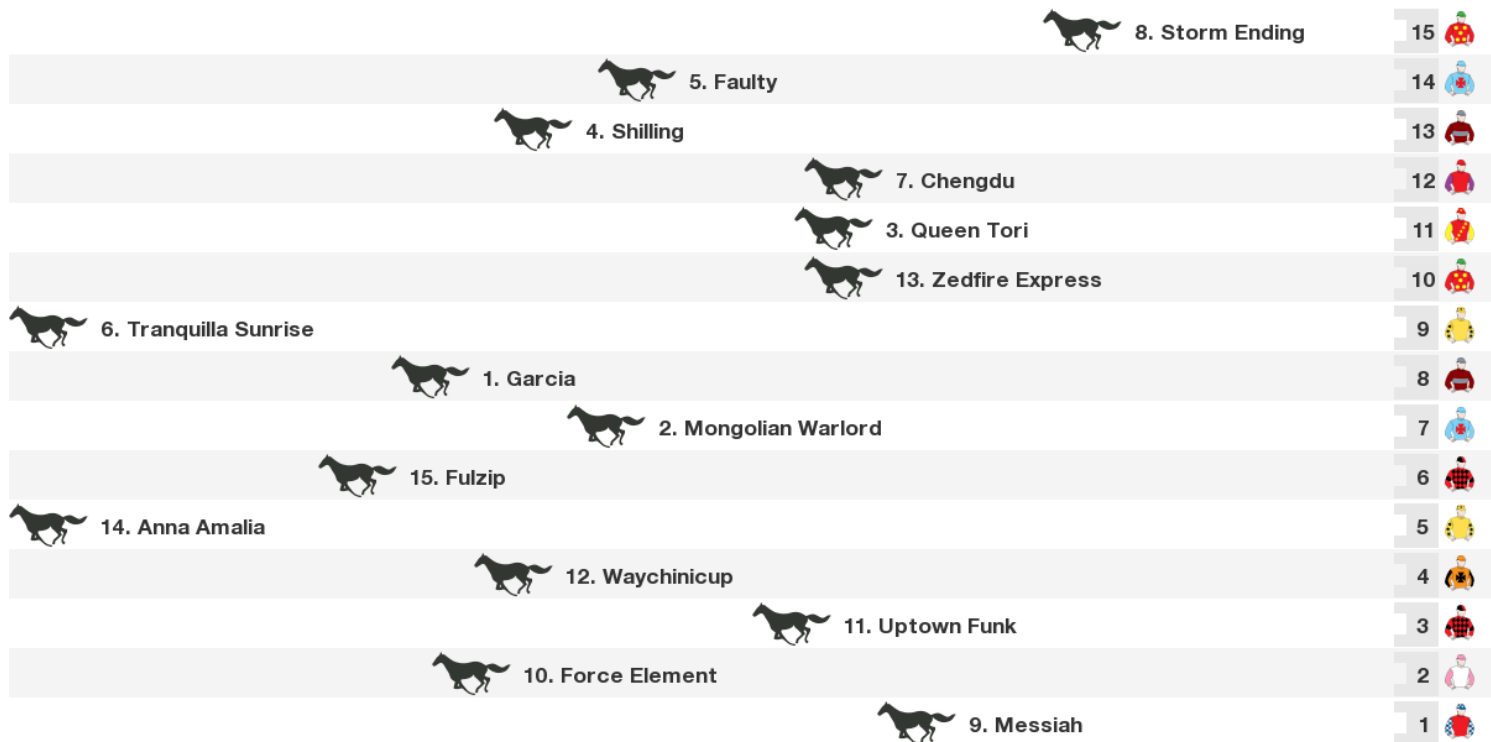 8. Storm Ending 15
5. Faulty 14
4. Shilling 13
7. Chengdu 12
3. Queen Tori 11
13. Zedfire Express 10
6. Tranquilla Sunrise 9
1. Garcia 8
2. Mongolian Warlord 7
15. Fulzip 6
14. Anna Amalia 5
12. Waychinicup 4
11. Uptown Funk 3
10. Force Element 2
9. Messiah 1